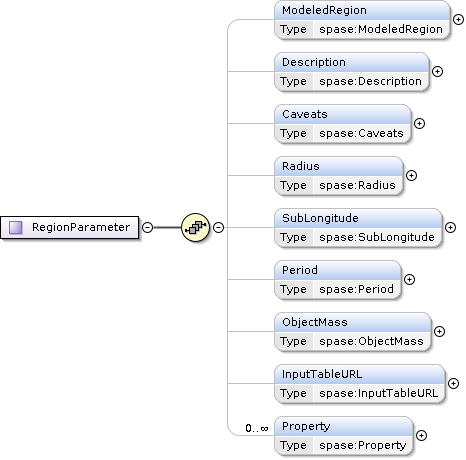 ModeledRegion
Type spase:ModeledRegion
Description
Type spase:Description
Caveats
Type spase:Caveats
Radius
Type spase:Radius
RegionParameter
SubLongitude
Type spase:SubLongitude
Period
Type spase:Period
ObjectMass
Type spase:ObjectMass
InputTableURL
Type spase:InputTableURL
0..∞
Property
Type spase:Property